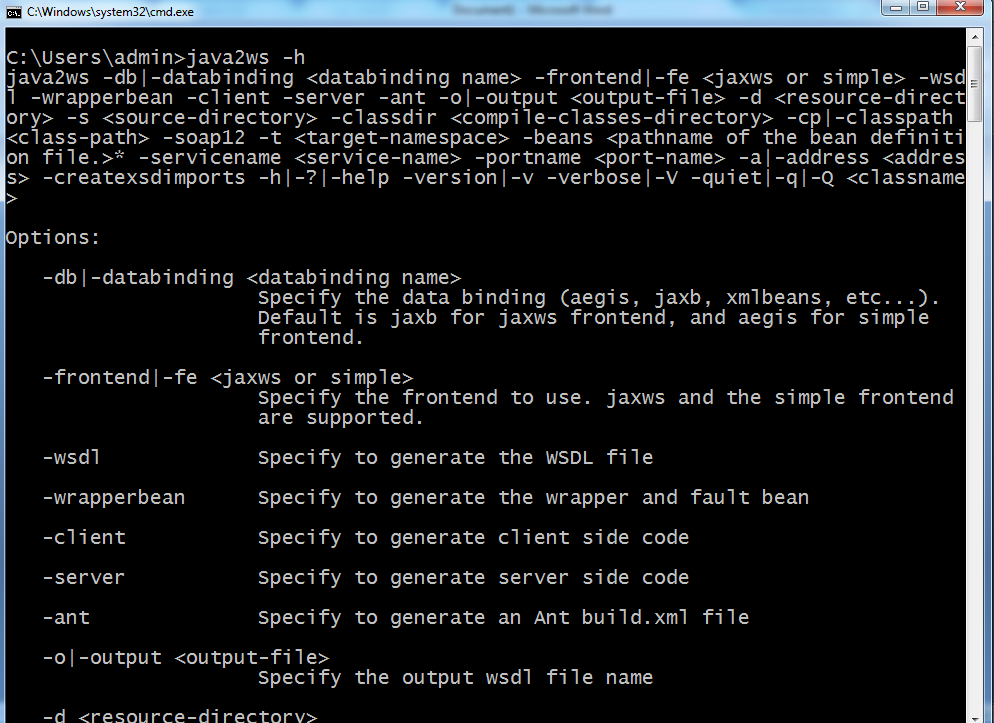 C:\Windows\system32\cmd.exe
C:\Users\admin>java2ws -h
java2ws -db|-databinding <databinding name> -frontend|-fe <jaxws or simple> -wsd
l -wrapperbean -client -server -ant -o|-output <output-file> -d <resource-direct
ory> -s <source-directory> -classdir <compile-classes-directory> -cp|-classpath
<class-path> -soap12 -t <target-namespace> -beans <pathname of the bean definiti
on file.>* -servicename <service-name> -portname <port-name> -a|-address <addres
s> -createxsdimports -h|-?|-help -version|-v -verbose|-V -quiet|-q|-Q <classname
>
Options:
-db|-databinding <databinding name>
Specify the data binding (aegis, jaxb, xmlbeans, etc...).
Default is jaxb for jaxws frontend, and aegis for simple
frontend.
-frontend|-fe <jaxws or simple>
Specify the frontend to use. jaxws and the simple frontend
are supported.
-wsdl Specify to generate the WSDL file
-wrapperbean Specify to generate the wrapper and fault bean
-client Specify to generate client side code
-server Specify to generate server side code
-ant Specify to generate an Ant build.xml file
-o|-output <output-file>
Specify the output wsdl file name
-d <resource-directory>